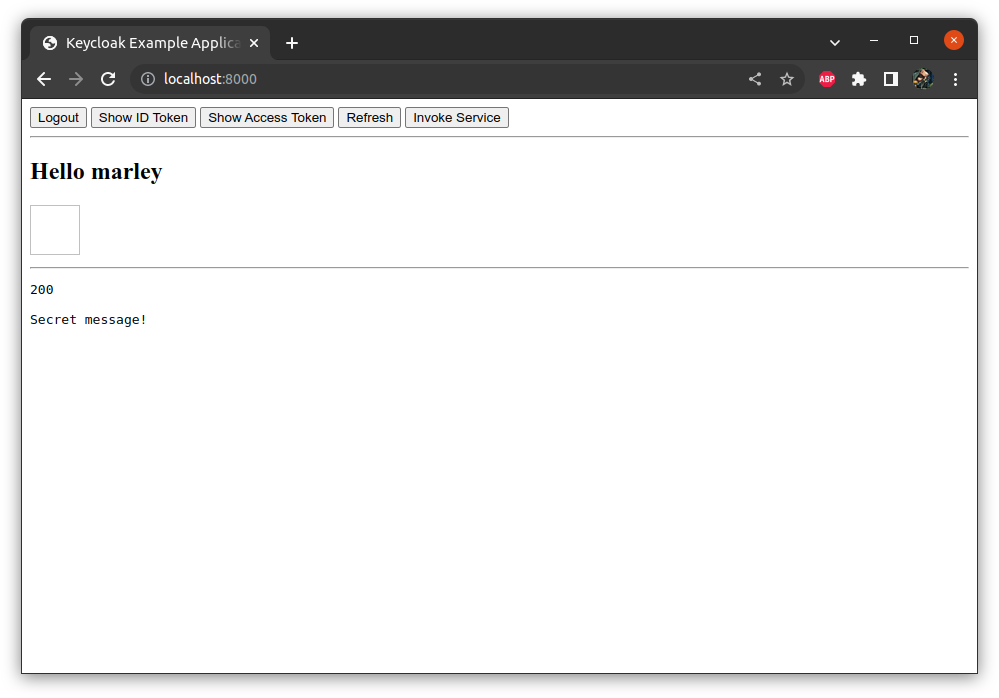 Keycloak Example Applica
localhost:8000
ABP
Logout Show ID Token Show Access Token Refresh Invoke Service
Hello marley
200
Secret message!